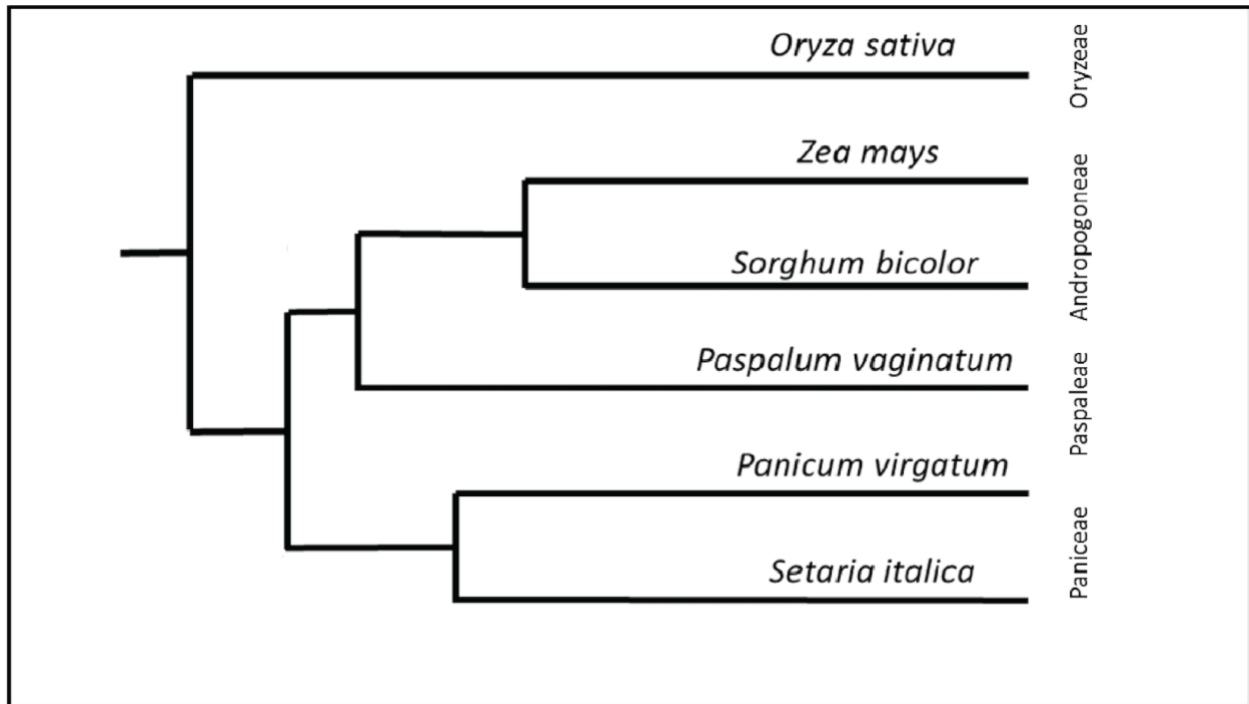 Oryza sativa
Oryzeae
Zea mays
Sorghum bicolor
Andropogoneae
Paspalum vaginatum
Paspaleae
Panicum virgatum
Setaria italica
Paniceae